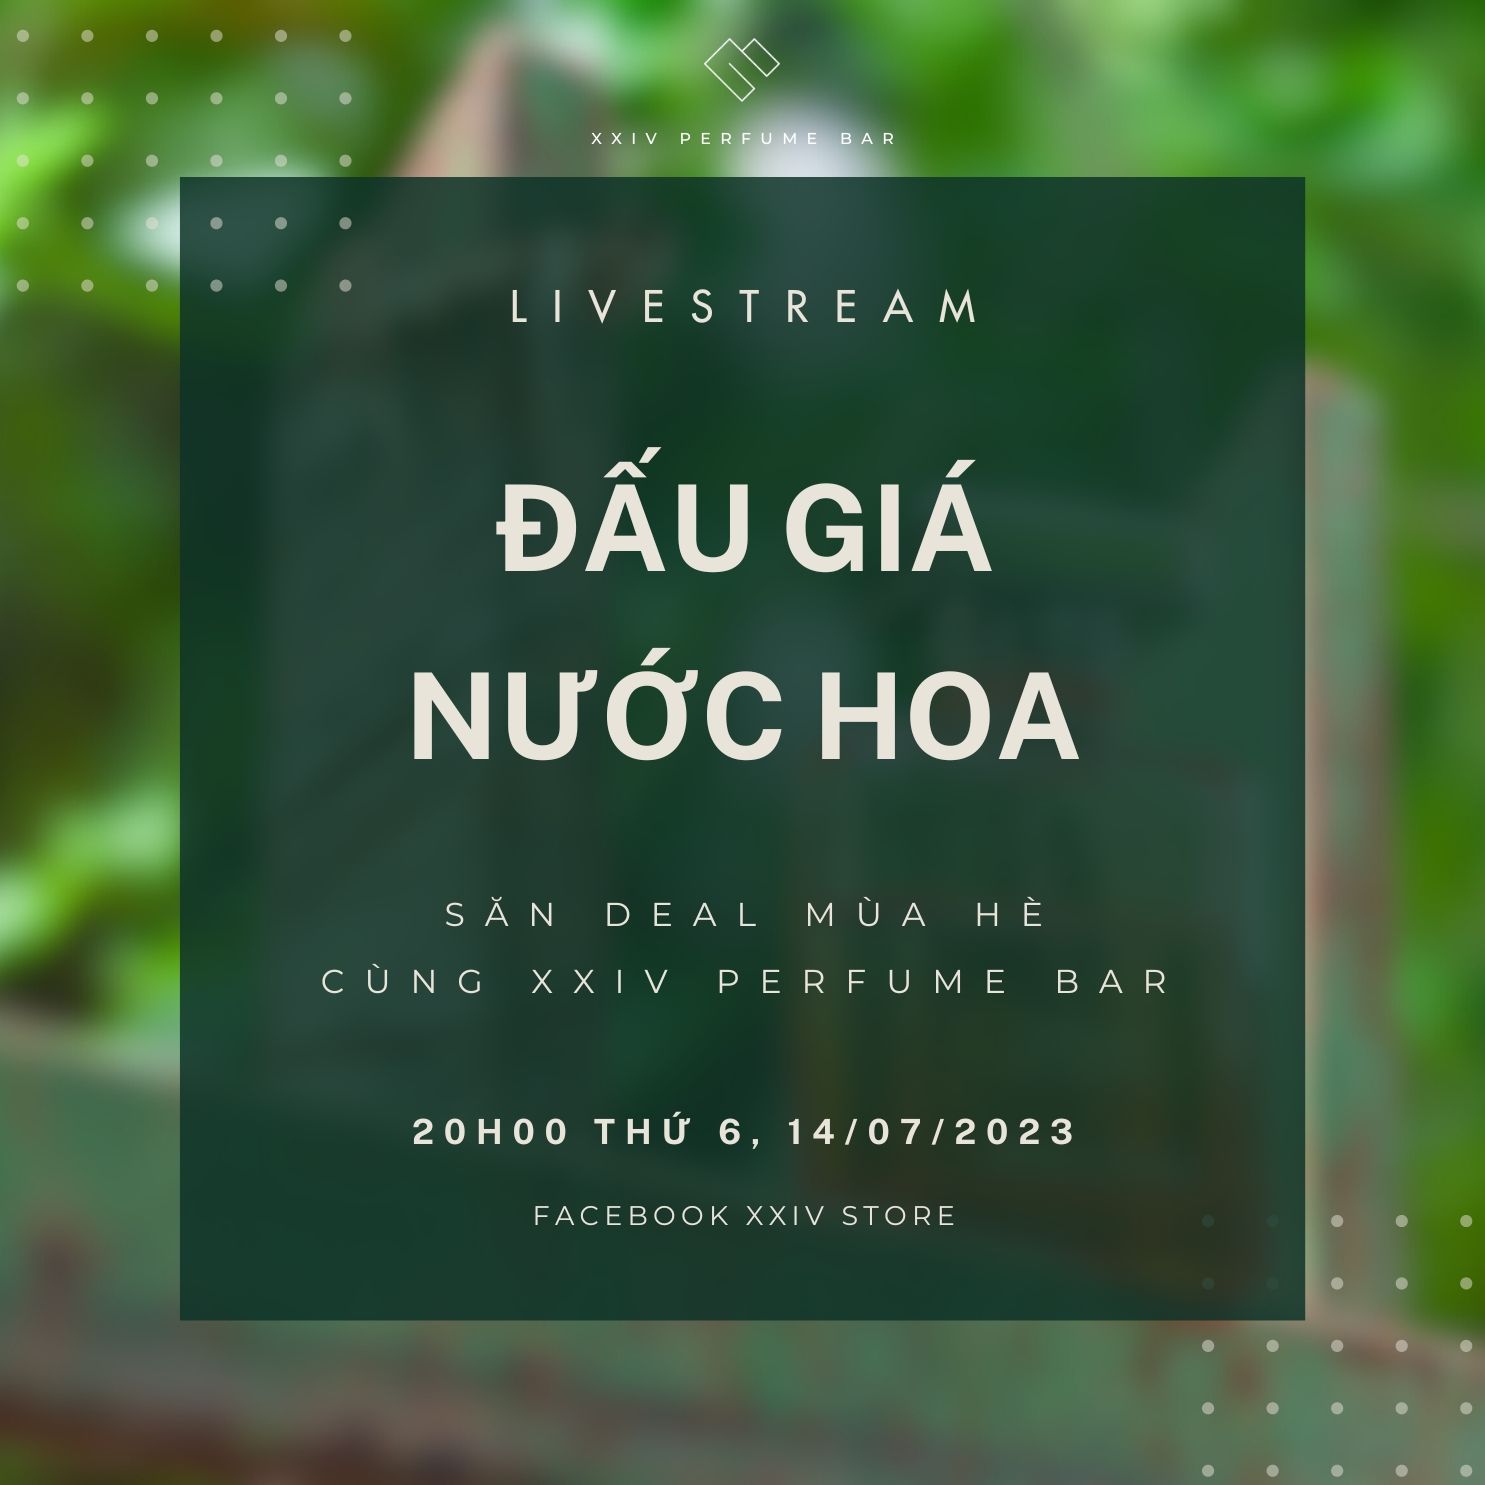 XXIV PERFUME BAR
LIVESTREAM
ĐẤU GIÁ
NƯỚC HOA
SĂN DEAL MÙA HÈ
CÙNG XXIV PERFUME BAR
20H00 THỨ 6, 14/07/2023
FACEBOOK XXIV STORE